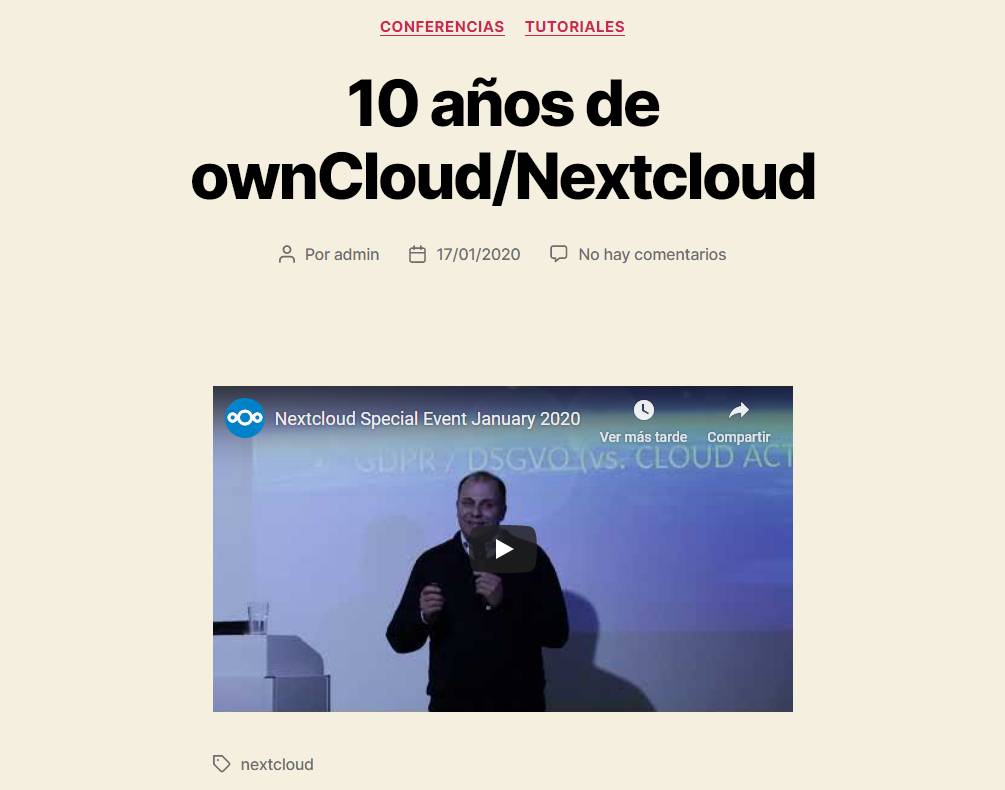 CONFERENCIAS TUTORIALES
10 años de
ownCloud/Nextcloud
Por admin 17/01/2020 No hay comentarios
Nextcloud Special Event January 2020
Ver más tarde Compartir
GDPR / DSGVO (vs. CLOUD ACT
nextcloud